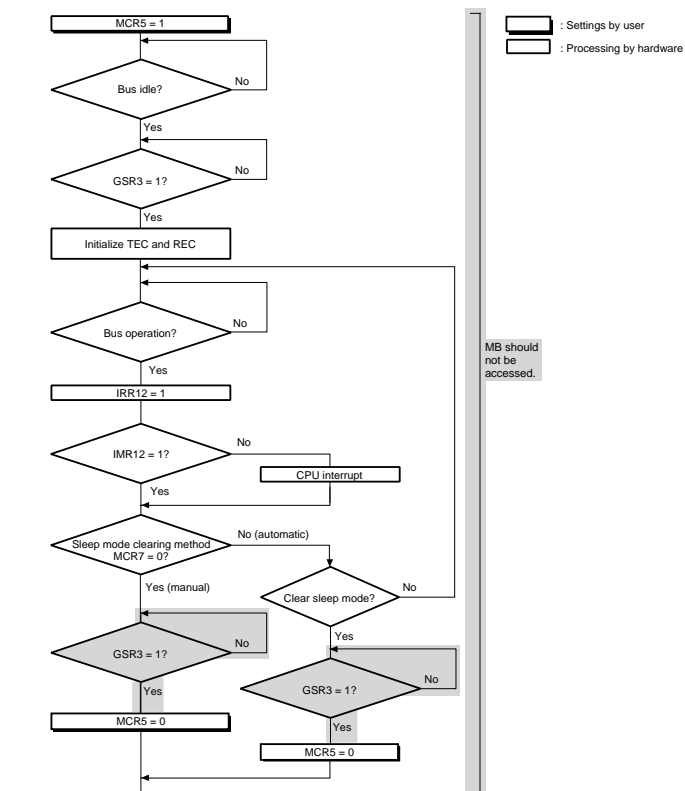 MCR5 = 1
: Settings by user
: Processing by hardware
Bus idle?
No
Yes
GSR3 = 1?
No
Yes
Initialize TEC and REC
Bus operation?
No
Yes
MB should
not be
accessed.
IRR12 = 1
IMR12 = 1?
No
CPU interrupt
Yes
Sleep mode clearing method
MCR7 = 0?
No (automatic)
Yes (manual)
Clear sleep mode?
No
Yes
GSR3 = 1?
No
Yes
MCR5 = 0
GSR3 = 1?
No
Yes
MCR5 = 0